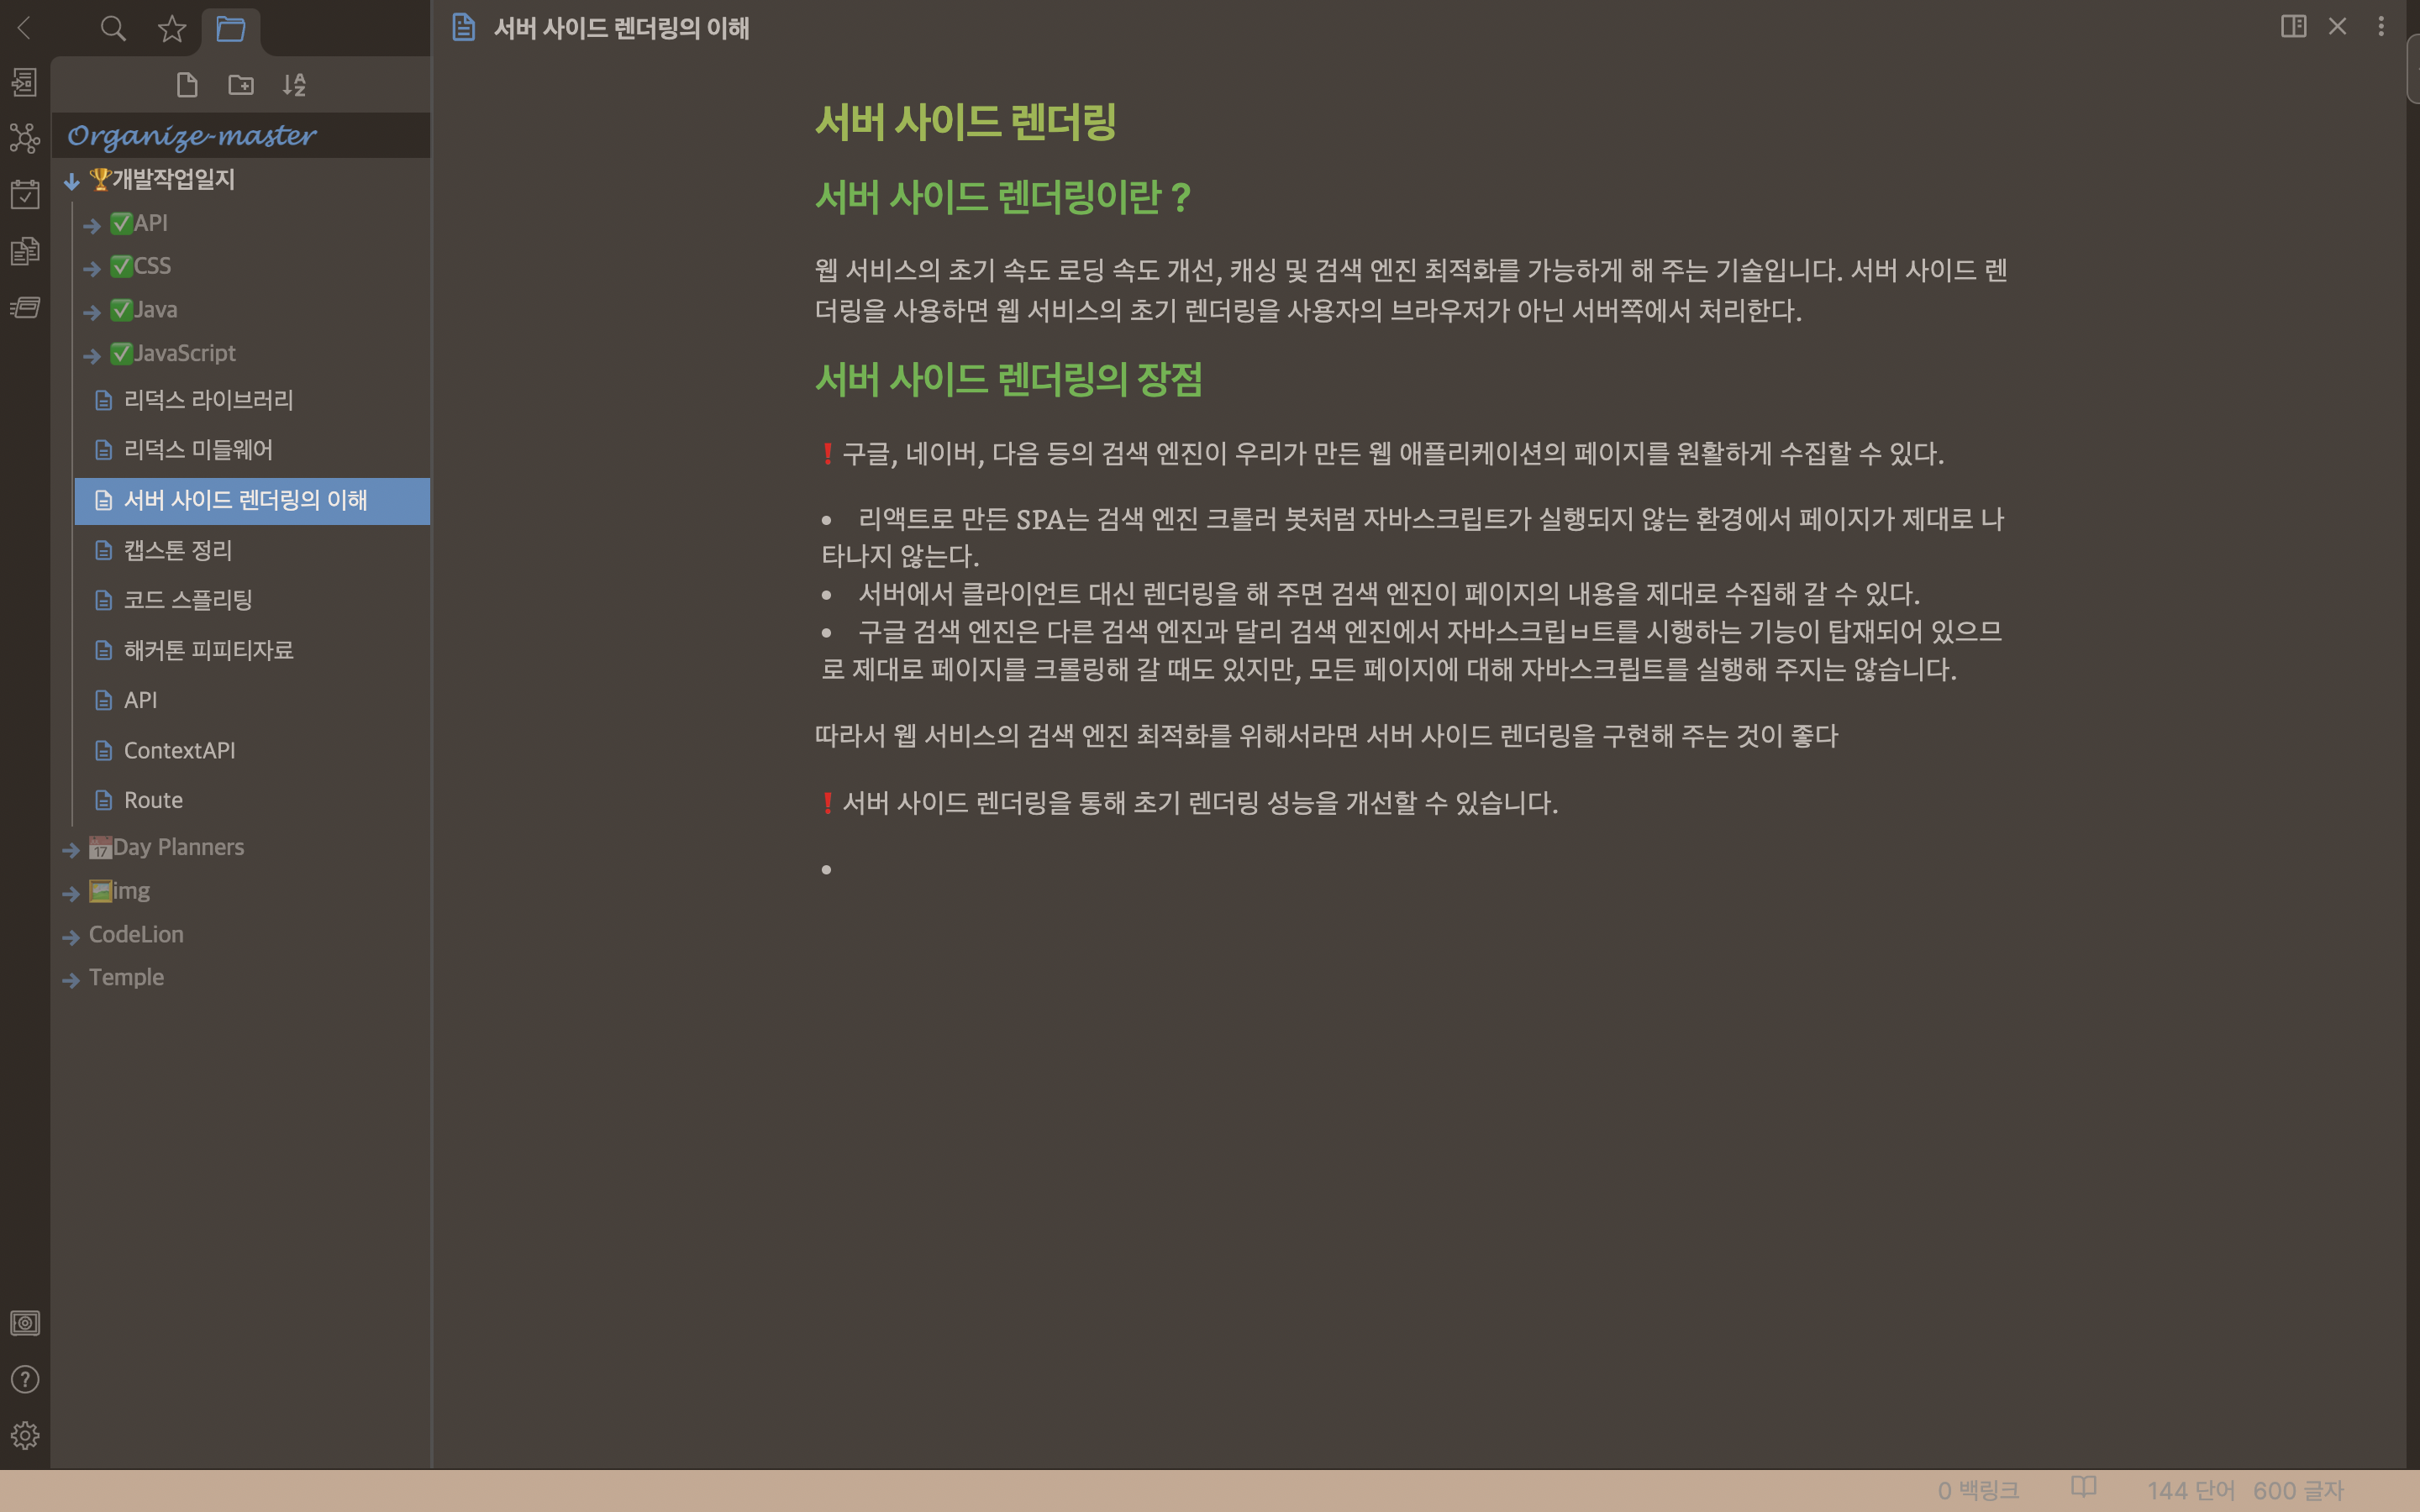 서버 사이드 렌더링의 이해
Organize-master
🏆개발작업일지
✅API
✅CSS
✅Java
✅JavaScript
리덕스 라이브러리
리덕스 미들웨어
서버 사이드 렌더링의 이해
캡스톤 정리
코드 스플리팅
해커톤 피피티자료
API
ContextAPI
Route
📅Day Planners
🖼️img
CodeLion
Temple
서버 사이드 렌더링
서버 사이드 렌더링이란 ?
웹 서비스의 초기 속도 로딩 속도 개선, 캐싱 및 검색 엔진 최적화를 가능하게 해 주는 기술입니다. 서버 사이드 렌
더링을 사용하면 웹 서비스의 초기 렌더링을 사용자의 브라우저가 아닌 서버쪽에서 처리한다.
서버 사이드 렌더링의 장점
❗구글, 네이버, 다음 등의 검색 엔진이 우리가 만든 웹 애플리케이션의 페이지를 원활하게 수집할 수 있다.
• 리액트로 만든 SPA는 검색 엔진 크롤러 봇처럼 자바스크립트가 실행되지 않는 환경에서 페이지가 제대로 나
타나지 않는다.
• 서버에서 클라이언트 대신 렌더링을 해 주면 검색 엔진이 페이지의 내용을 제대로 수집해 갈 수 있다.
• 구글 검색 엔진은 다른 검색 엔진과 달리 검색 엔진에서 자바스크립ㅂ트를 시행하는 기능이 탑재되어 있으므
로 제대로 페이지를 크롤링해 갈 때도 있지만, 모든 페이지에 대해 자바스크륍트를 실행해 주지는 않습니다.
따라서 웹 서비스의 검색 엔진 최적화를 위해서라면 서버 사이드 렌더링을 구현해 주는 것이 좋다
❗서버 사이드 렌더링을 통해 초기 렌더링 성능을 개선할 수 있습니다.
•
0 백링크 144 단어 600 글자